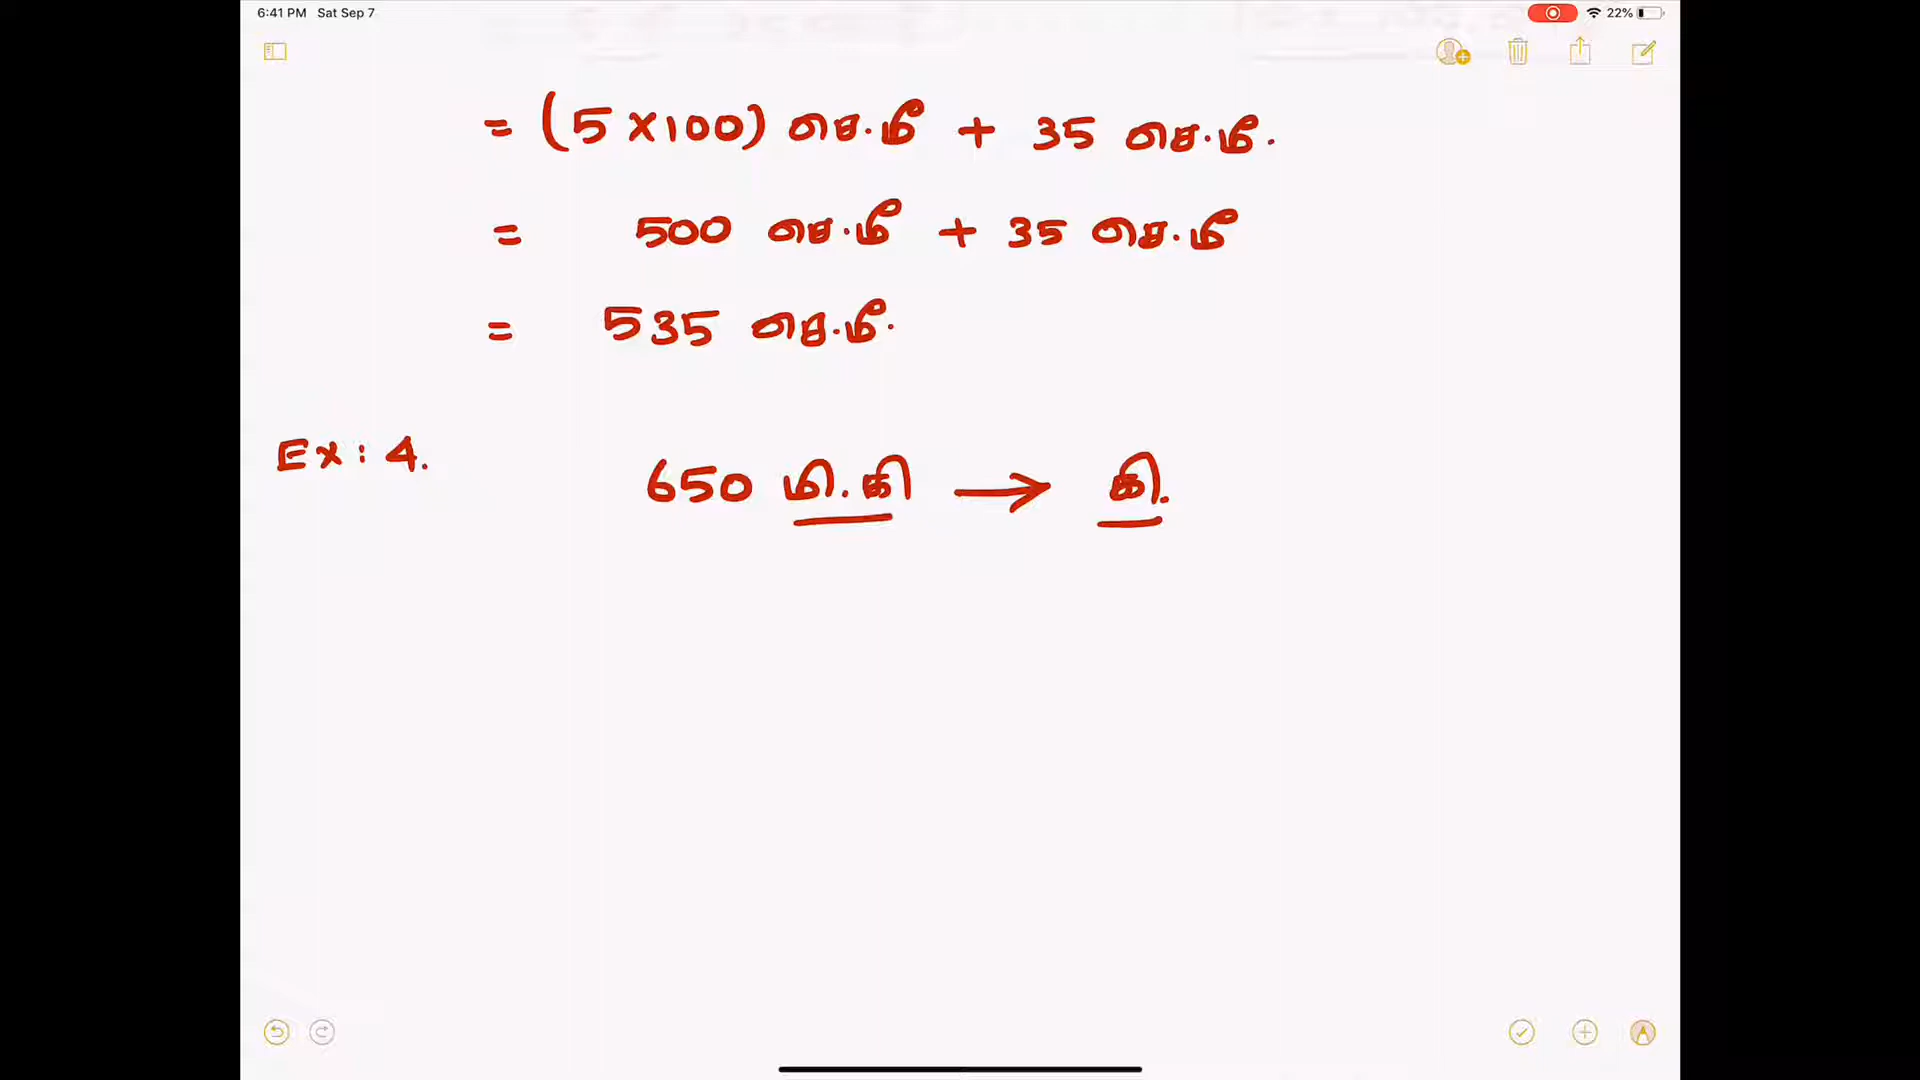 6:41 PM Sat Sep 7
22%
= (5 x 100) செ.மீ + 35 செ.மீ.
= 500 செ.மீ + 35 செ.மீ
= 535 செ.மீ.
Ex : 4.
650 மி.கி → கி.